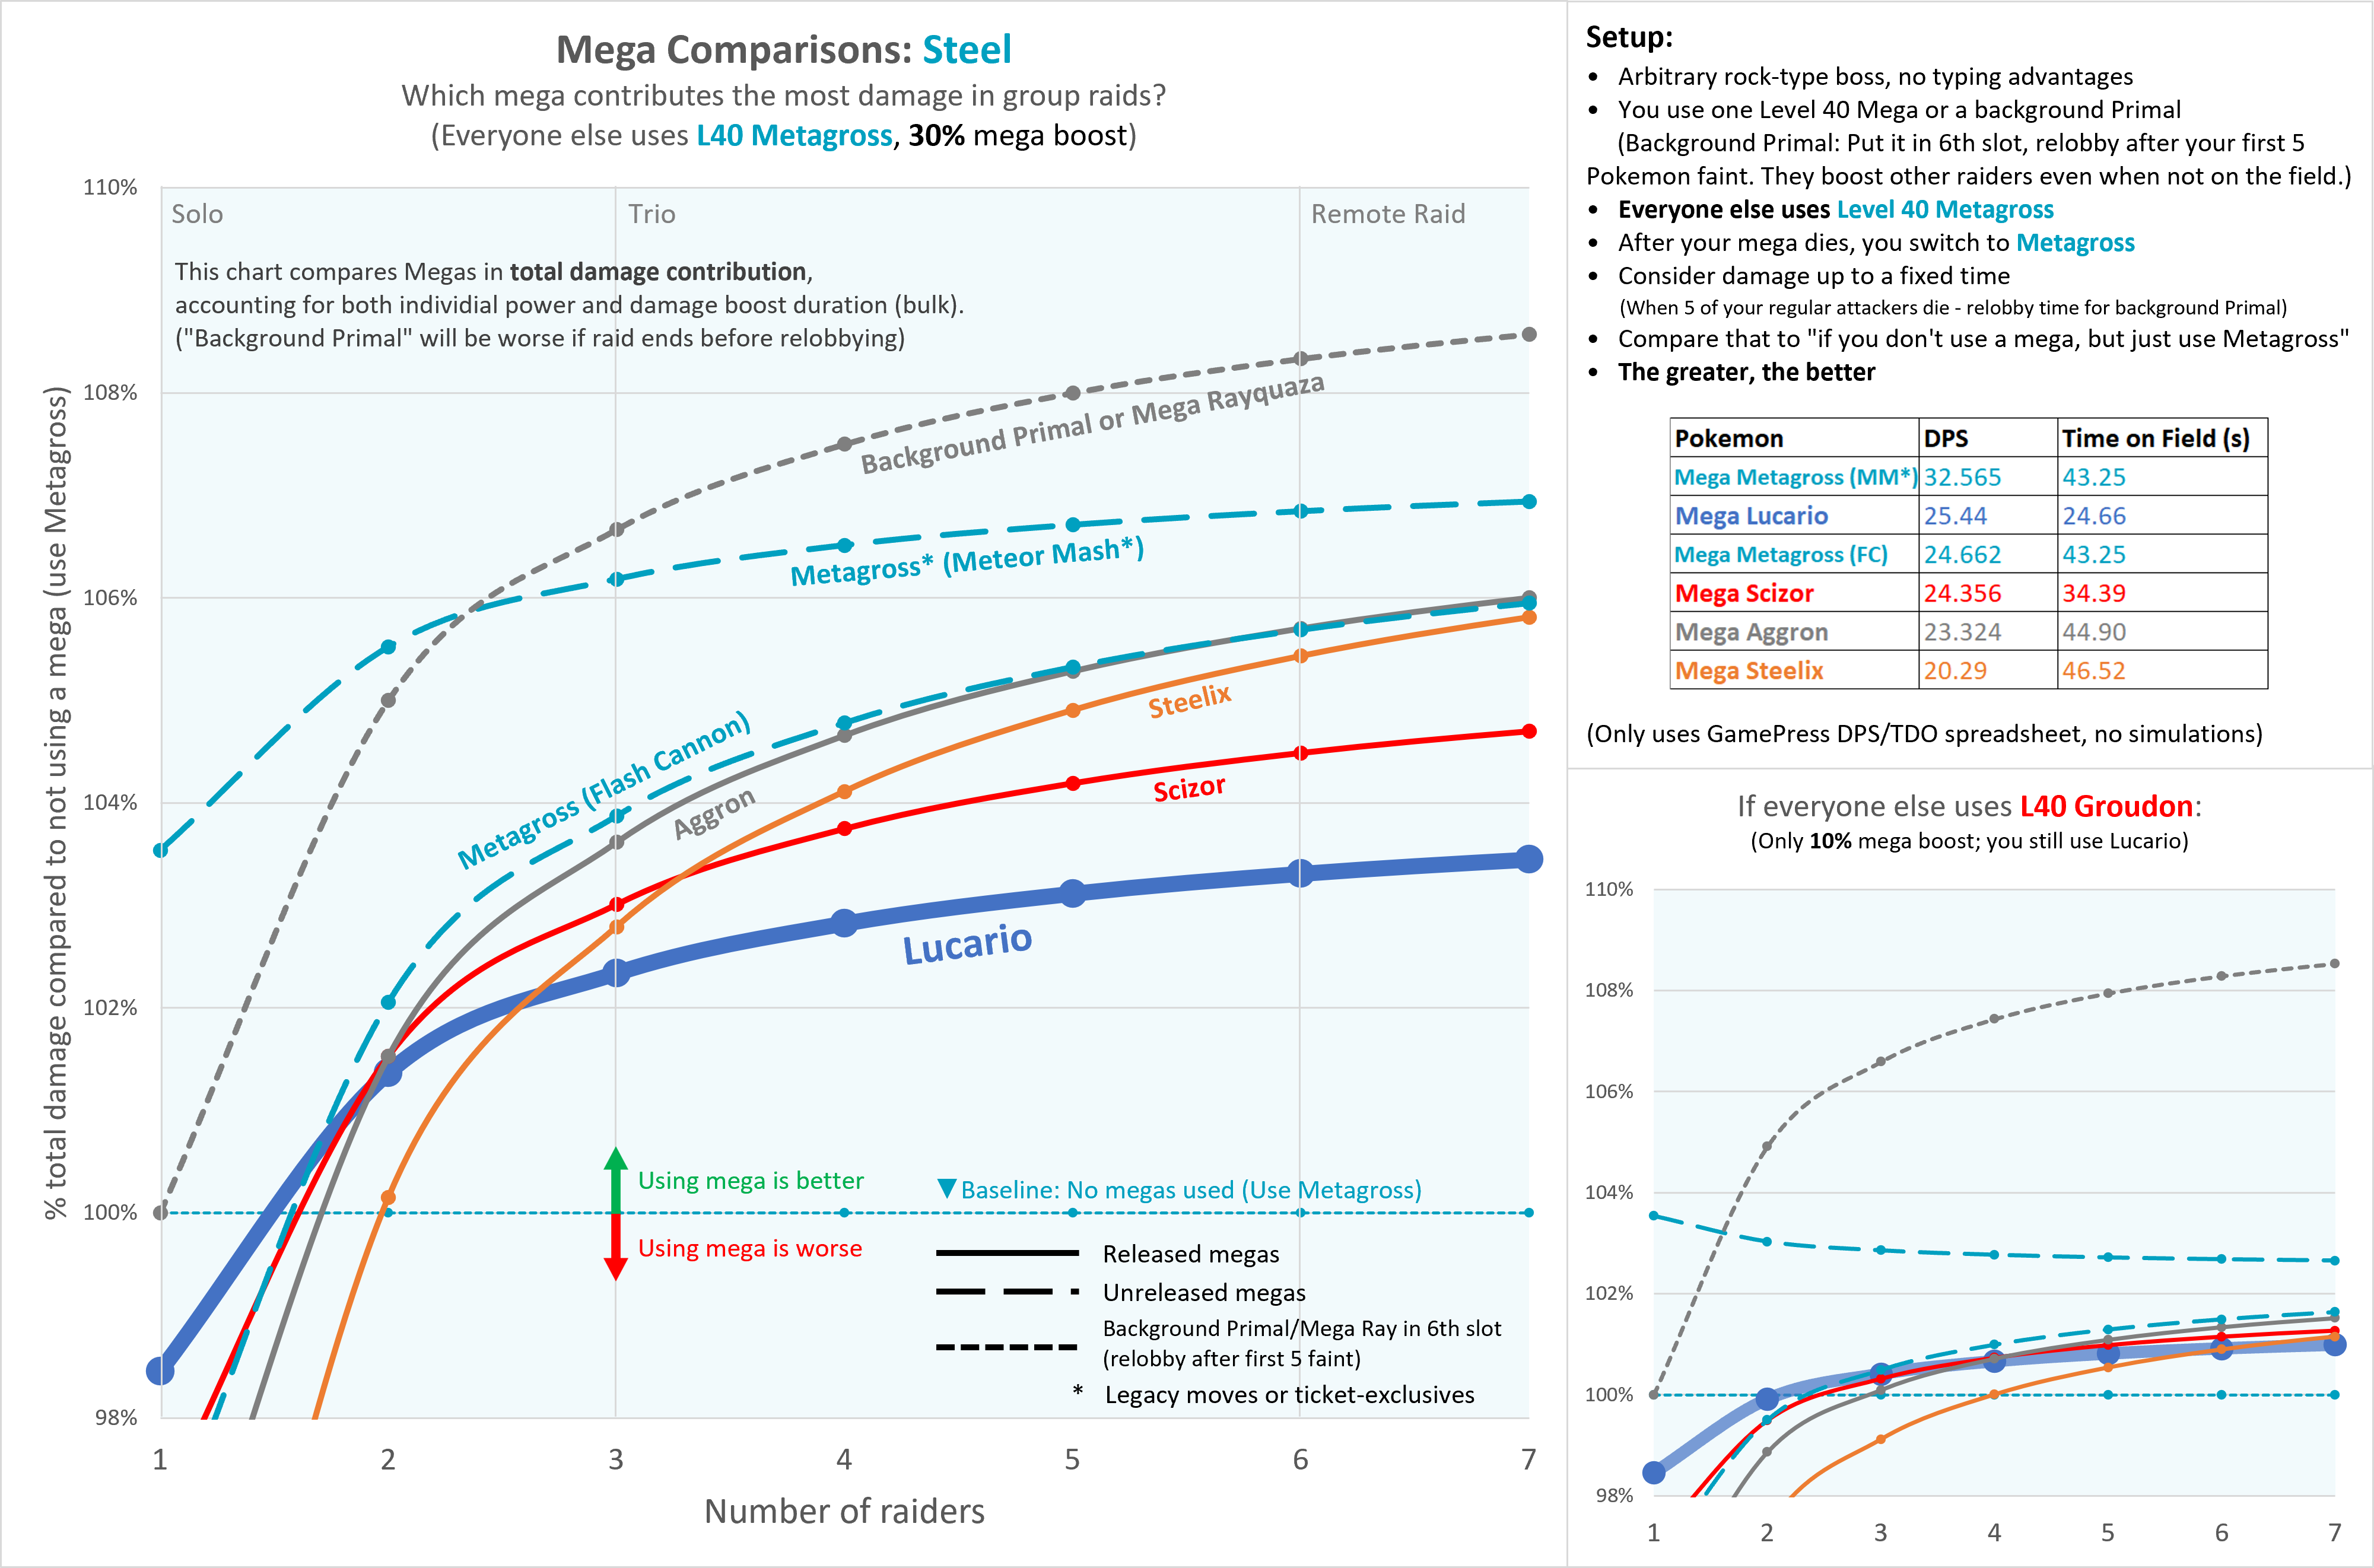 Mega Comparisons: Steel
Which mega contributes the most damage in group raids?
(Everyone else uses L40 Metagross, 30% mega boost)
% total damage compared to not using a mega (use Metagross)
110%
108%
106%
104%
102%
100%
98%
Solo
Trio
Remote Raid
This chart compares Megas in total damage contribution,
accounting for both individial power and damage boost duration (bulk).
("Background Primal" will be worse if raid ends before relobbying)
Background Primal or Mega Rayquaza
Metagross* (Meteor Mash*)
Metagross (Flash Cannon)
Aggron
Steelix
Scizor
Lucario
Using mega is better
Using mega is worse
▼Baseline: No megas used (Use Metagross)
Released megas
Unreleased megas
Background Primal/Mega Ray in 6th slot
(relobby after first 5 faint)
* Legacy moves or ticket-exclusives
1 2 3 4 5 6 7
Number of raiders
Setup:
• Arbitrary rock-type boss, no typing advantages
• You use one Level 40 Mega or a background Primal
(Background Primal: Put it in 6th slot, relobby after your first 5
Pokemon faint. They boost other raiders even when not on the field.)
• Everyone else uses Level 40 Metagross
• After your mega dies, you switch to Metagross
• Consider damage up to a fixed time
(When 5 of your regular attackers die - relobby time for background Primal)
• Compare that to "if you don't use a mega, but just use Metagross"
• The greater, the better
Pokemon DPS Time on Field (s)
Mega Metagross (MM*) 32.565 43.25
Mega Lucario 25.44 24.66
Mega Metagross (FC) 24.662 43.25
Mega Scizor 24.356 34.39
Mega Aggron 23.324 44.90
Mega Steelix 20.29 46.52
(Only uses GamePress DPS/TDO spreadsheet, no simulations)
If everyone else uses L40 Groudon:
(Only 10% mega boost; you still use Lucario)
110%
108%
106%
104%
102%
100%
98%
1 2 3 4 5 6 7